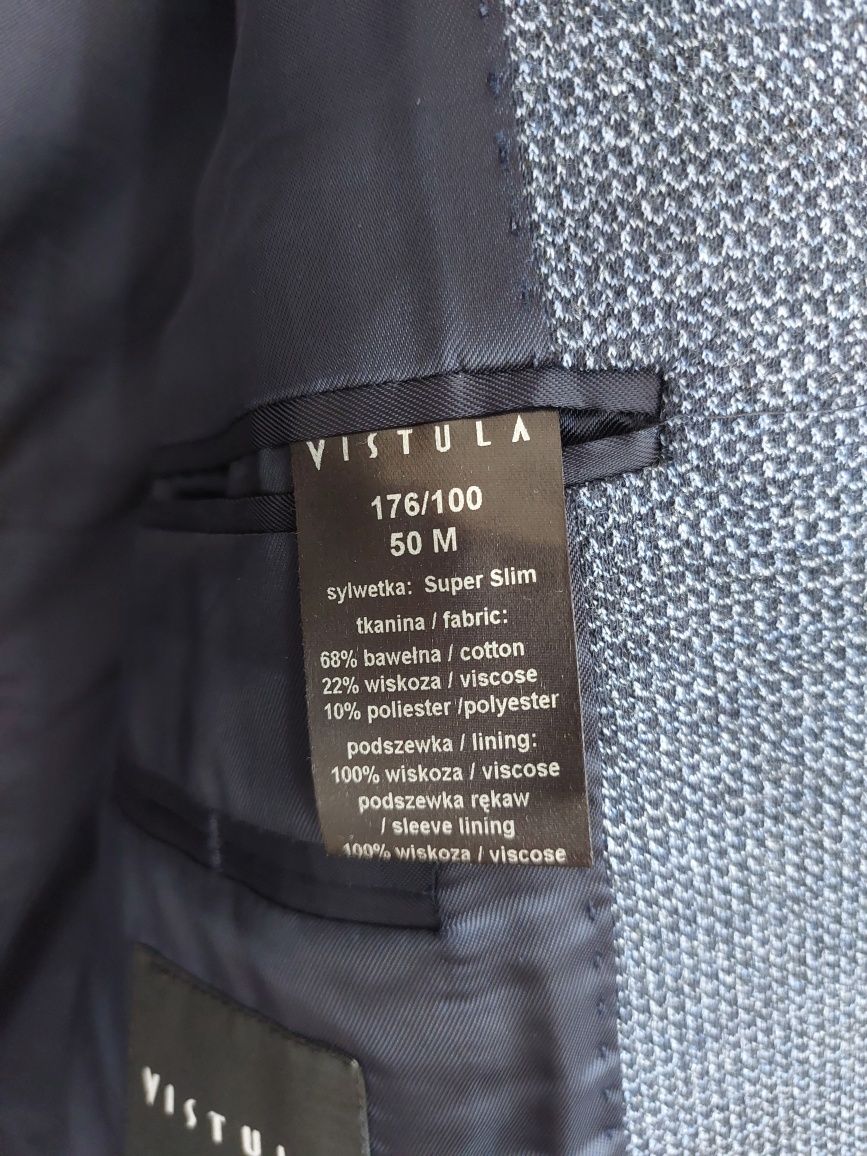 VISTULA
176/100
50 M
sylwetka: Super Slim
tkanina / fabric:
68% bawełna / cotton
22% wiskoza / viscose
10% poliester /polyester
podszewka / lining:
100% wiskoza / viscose
podszewka rękaw
/ sleeve lining
100% wiskoza / viscose
VISTULA